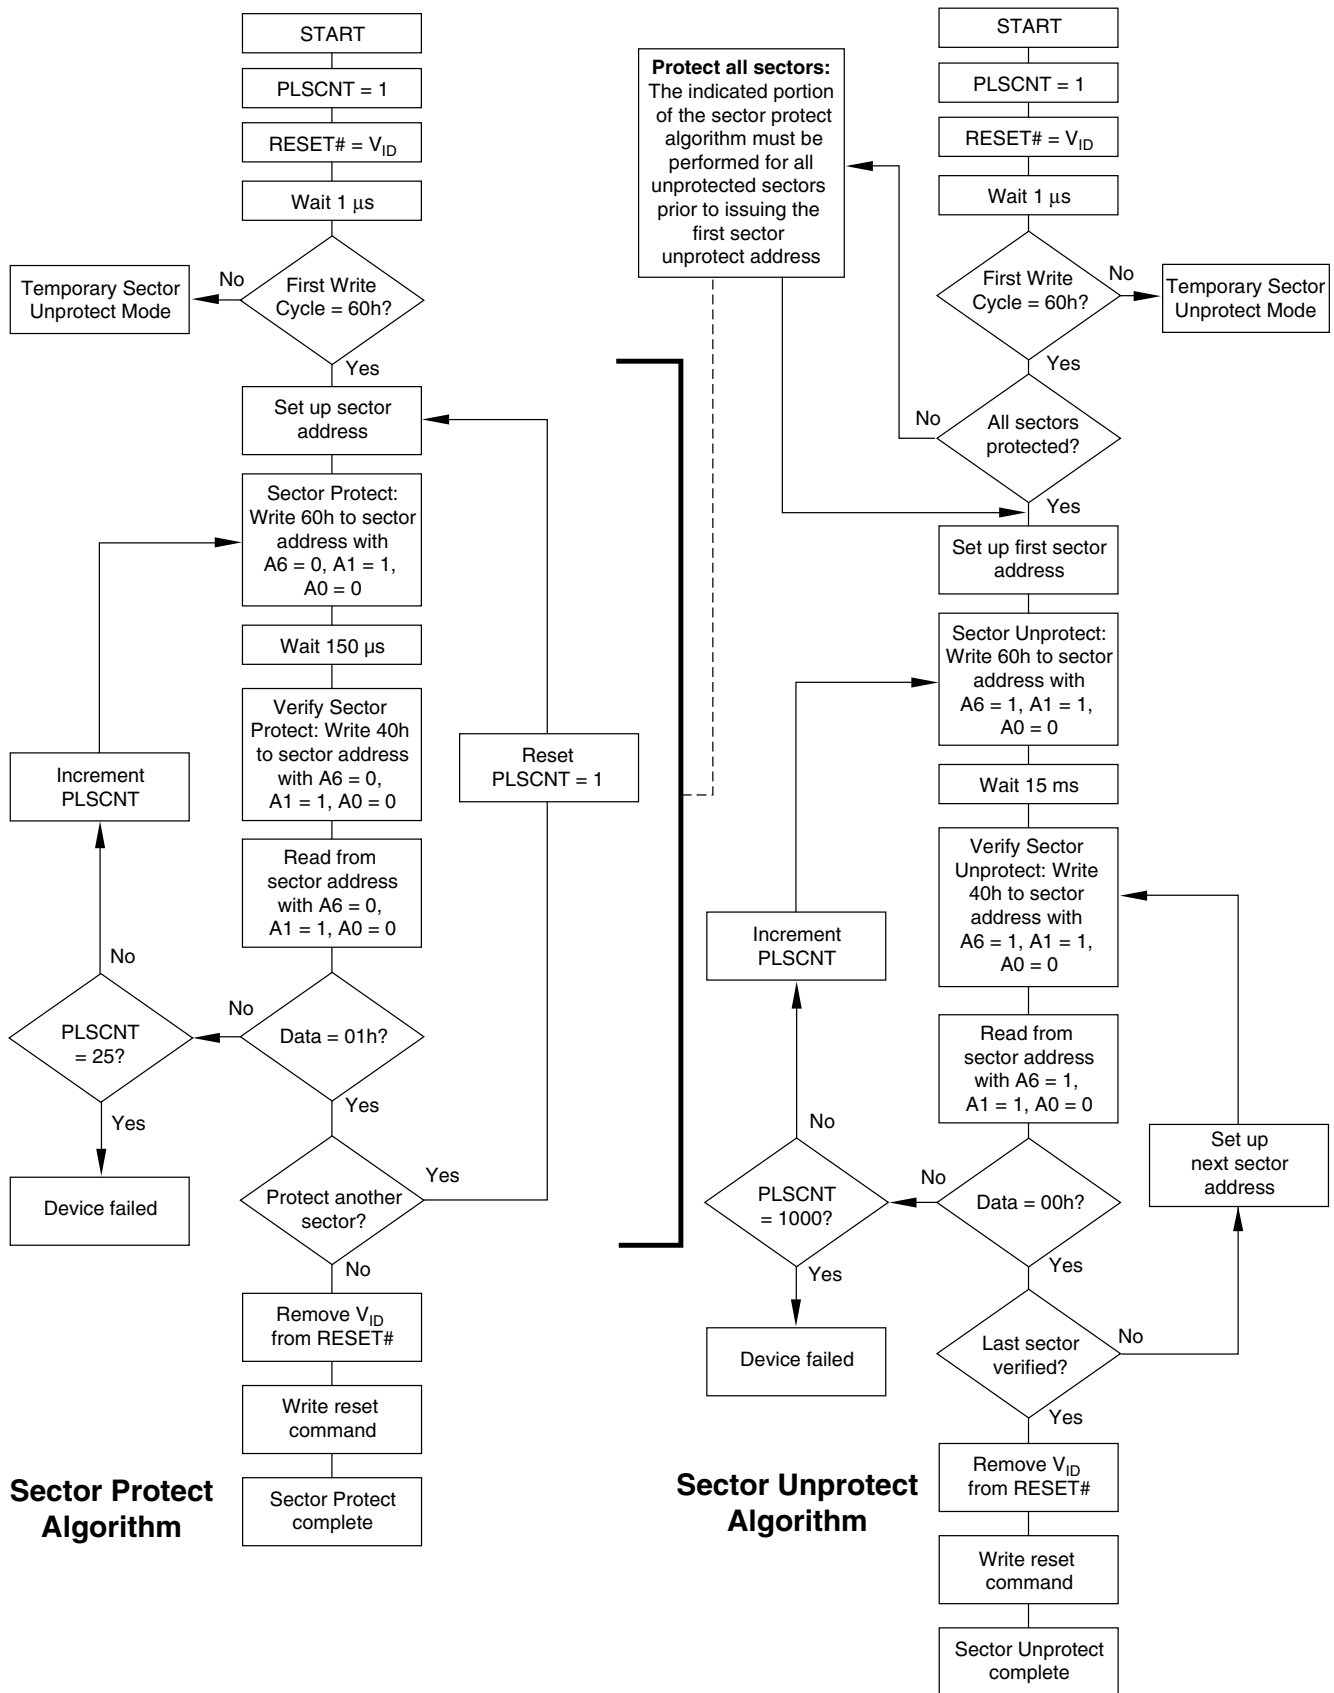 START
PLSCNT = 1
RESET# = VID
Wait 1 μs
First Write
Cycle = 60h?
No
Temporary Sector
Unprotect Mode
Yes
Set up sector
address
Sector Protect:
Write 60h to sector
address with
A6 = 0, A1 = 1,
A0 = 0
Wait 150 µs
Verify Sector
Protect: Write 40h
to sector address
with A6 = 0,
A1 = 1, A0 = 0
Reset
PLSCNT = 1
Increment
PLSCNT
Read from
sector address
with A6 = 0,
A1 = 1, A0 = 0
No
PLSCNT
= 25?
No
Data = 01h?
Yes
Yes
Device failed
Protect another
sector?
Yes
No
Remove VID
from RESET#
Write reset
command
Sector Protect
complete
Sector Protect
Algorithm
Protect all sectors:
The indicated portion
of the sector protect
algorithm must be
performed for all
unprotected sectors
prior to issuing the
first sector
unprotect address
START
PLSCNT = 1
RESET# = VID
Wait 1 μs
First Write
Cycle = 60h?
No
Temporary Sector
Unprotect Mode
Yes
No
All sectors
protected?
Yes
Set up first sector
address
Sector Unprotect:
Write 60h to sector
address with
A6 = 1, A1 = 1,
A0 = 0
Wait 15 ms
Verify Sector
Unprotect: Write
40h to sector
address with
A6 = 1, A1 = 1,
A0 = 0
Increment
PLSCNT
Read from
sector address
with A6 = 1,
A1 = 1, A0 = 0
No
Set up
next sector
address
PLSCNT
= 1000?
No
Data = 00h?
Yes
Yes
Device failed
Last sector
verified?
No
Yes
Remove VID
from RESET#
Write reset
command
Sector Unprotect
complete
Sector Unprotect
Algorithm